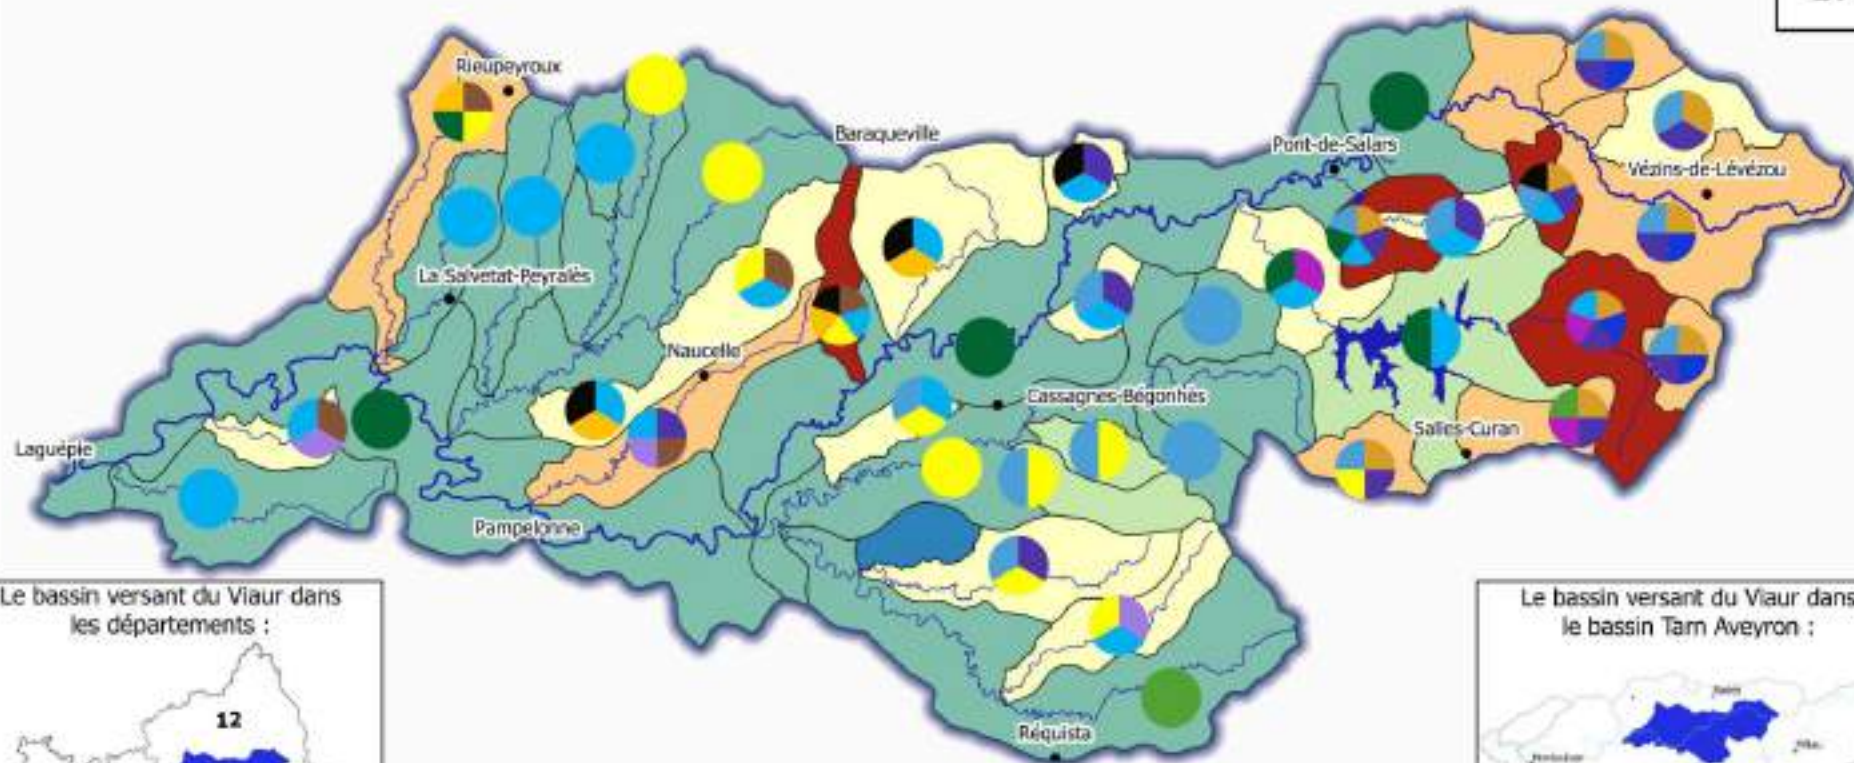 Rieupeyroux
Baraqueville
Pont-de-Salars
Vézins-de-Lévézou
La Salvetat-Peyralès
Naucelle
Cassagnes-Bégonhès
Salles-Curan
Laguépie
Pampelonne
Réquista
Le bassin versant du Viaur dans
les départements :
12
Le bassin versant du Viaur dans
le bassin Tarn Aveyron :